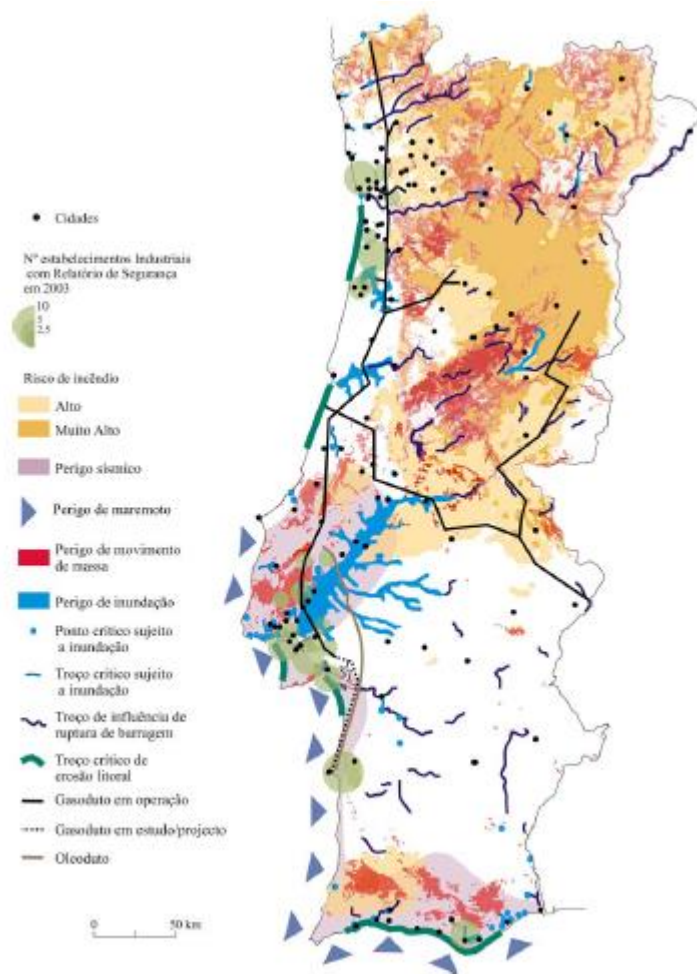 Cidades
Nº estabelecimentos Industriais
com Relatório de Segurança
em 2003
10
5
2,5
Risco de incêndio
Alto
Muito Alto
Perigo sísmico
Perigo de maremoto
Perigo de movimento
de massa
Perigo de inundação
Ponto crítico sujeito
a inundação
Troço crítico sujeito
a inundação
Troço de influência de
ruptura de barragem
Troço crítico de
erosão litoral
Gasoduto em operação
Gasoduto em estudo/projecto
Oleoduto
0 50 km